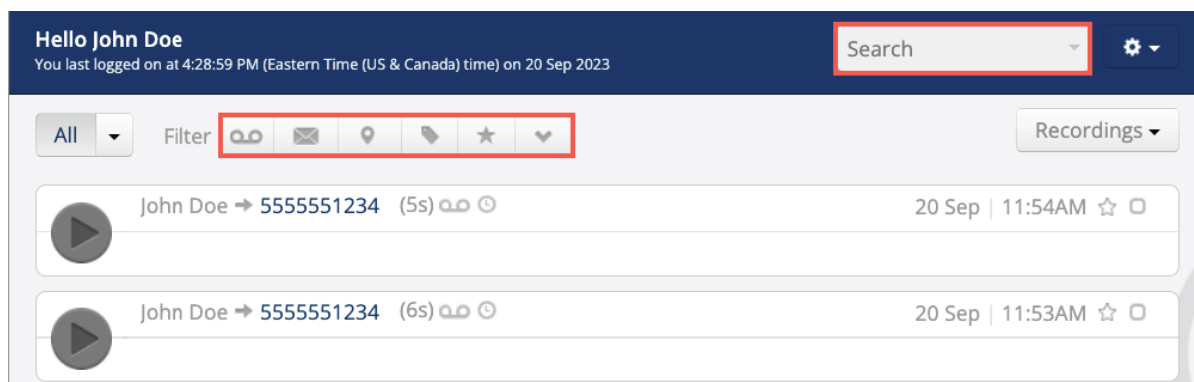 Hello John Doe
You last logged on at 4:28:59 PM (Eastern Time (US & Canada) time) on 20 Sep 2023
Search
All
Filter
Recordings
John Doe → 5555551234 (5s) 20 Sep | 11:54AM
John Doe → 5555551234 (6s) 20 Sep | 11:53AM